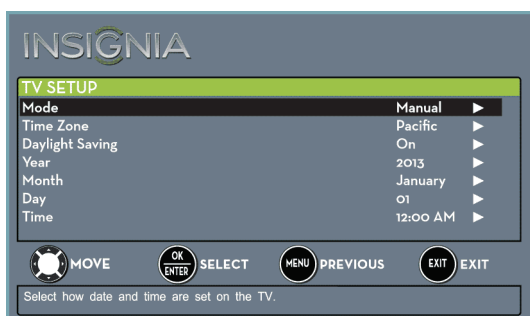 INSIGNIA
TV SETUP
Mode Manual
Time Zone Pacific
Daylight Saving On
Year 2013
Month January
Day 01
Time 12:00 AM
MOVE OK ENTER SELECT MENU PREVIOUS EXIT EXIT
Select how date and time are set on the TV.